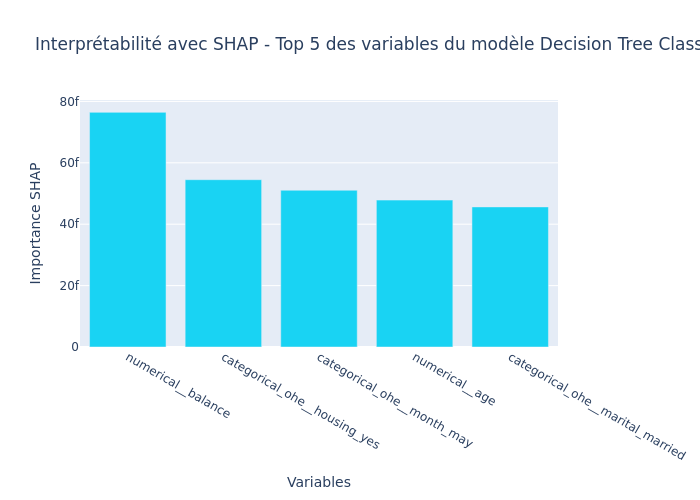 Interprétabilité avec SHAP - Top 5 des variables du modèle Decision Tree Class
Importance SHAP
80f
60f
40f
20f
0
numerical__balance
categorical_ohe__housing_yes
categorical_ohe__month_may
numerical__age
categorical_ohe__marital_married
Variables